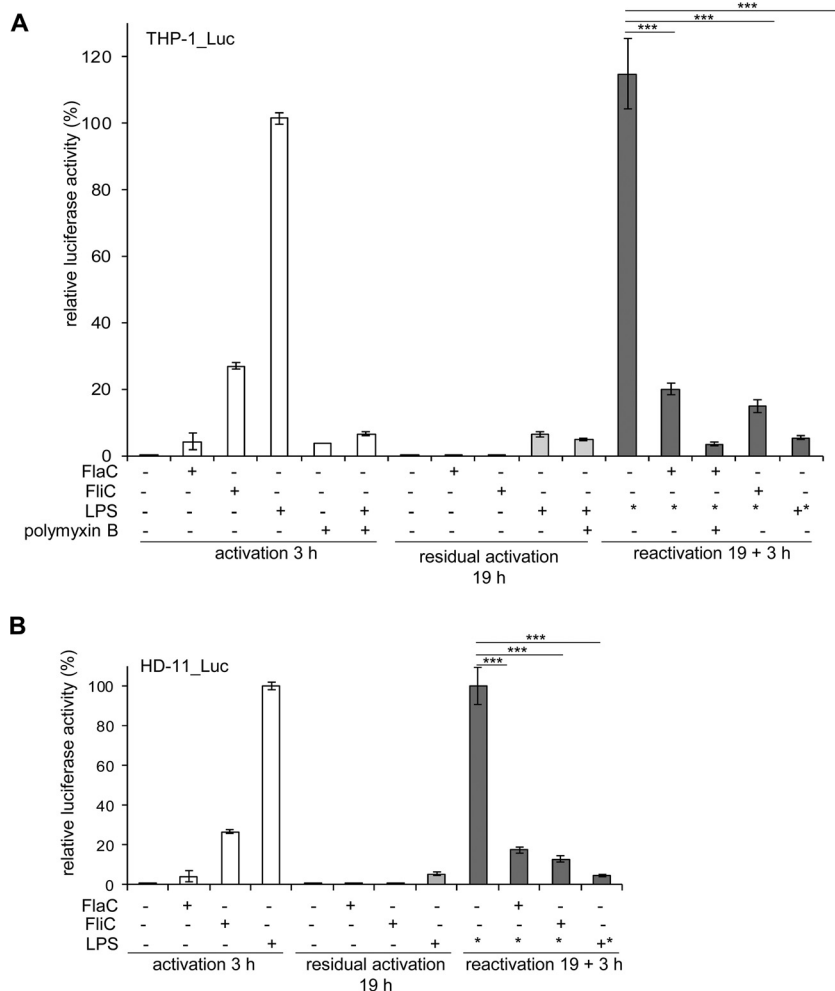 A
THP-1_Luc
***
***
***
relative luciferase activity (%)
120
100
80
60
40
20
0
FlaC - + - - - - - + - - - - + + - -
FliC - - + - - - - - + - - - - - + -
LPS - - - + - + - - - + + * * * * +*
polymyxin B - - - - + + - - - - + - - + - -
activation 3 h
residual activation
19 h
reactivation 19 + 3 h
B
HD-11_Luc
***
***
***
relative luciferase activity (%)
100
80
60
40
20
0
FlaC - + - - - + - - - + - -
FliC - - + - - - + - - - + -
LPS - - - + - - - + * * * +*
activation 3 h
residual activation
19 h
reactivation 19 + 3 h